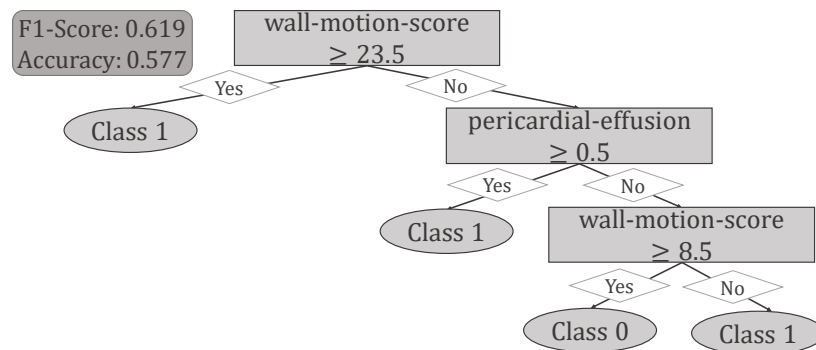 F1-Score: 0.619
Accuracy: 0.577
wall-motion-score
≥ 23.5
Yes
No
Class 1
pericardial-effusion
≥ 0.5
Yes
No
Class 1
wall-motion-score
≥ 8.5
Yes
No
Class 0
Class 1